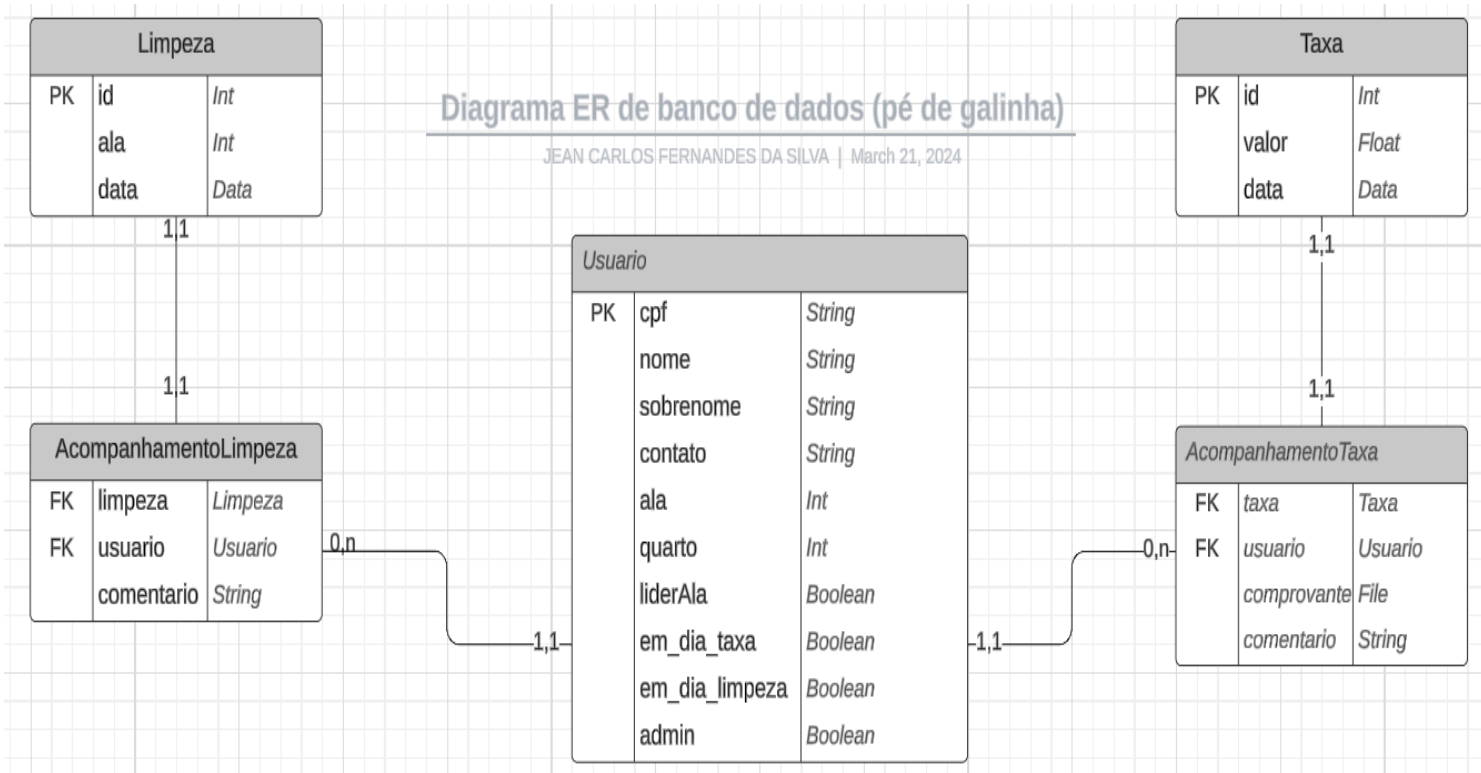 Limpeza
PK id Int
ala Int
data Data
1,1
1,1
AcompanhamentoLimpeza
FK limpeza Limpeza
FK usuario Usuario
comentario String
0,n
Diagrama ER de banco de dados (pé de galinha)
JEAN CARLOS FERNANDES DA SILVA | March 21, 2024
Usuario
PK cpf String
nome String
sobrenome String
contato String
ala Int
quarto Int
liderAla Boolean
em_dia_taxa Boolean
em_dia_limpeza Boolean
admin Boolean
1,1
1,1
Taxa
PK id Int
valor Float
data Data
1,1
1,1
AcompanhamentoTaxa
FK taxa Taxa
FK usuario Usuario
comprovante File
comentario String
0,n